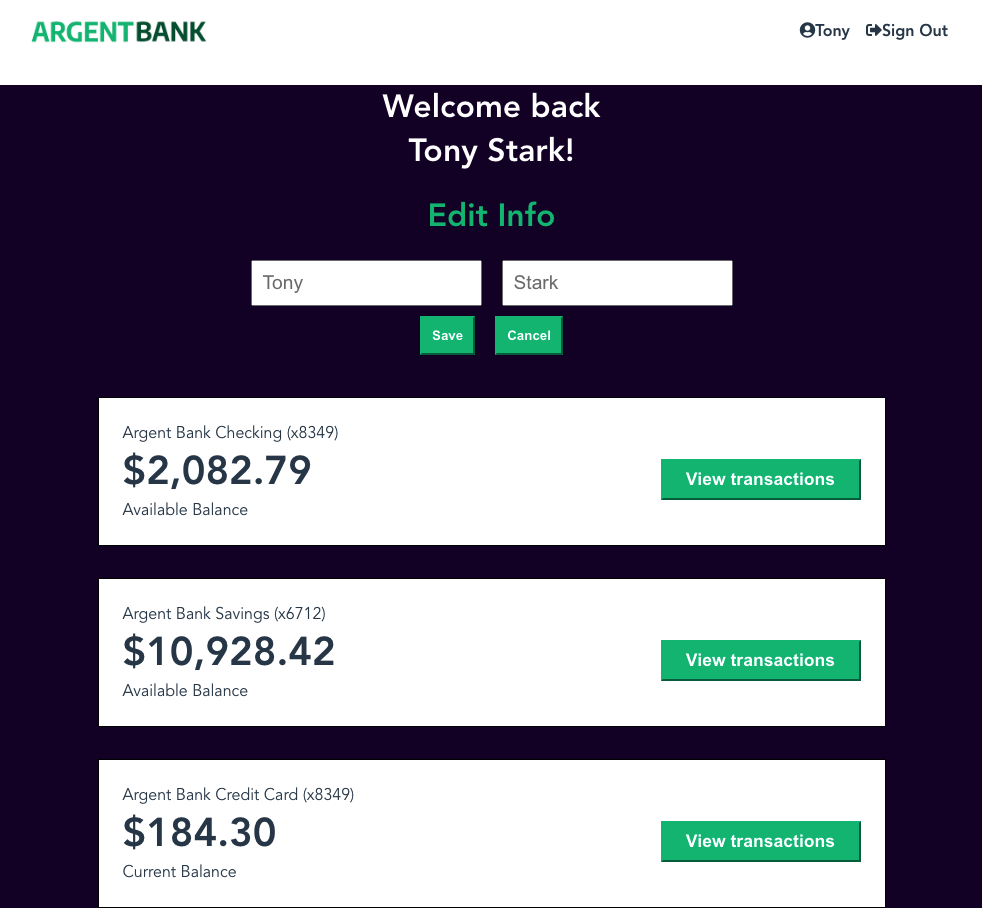 ARGENTBANK
Tony Sign Out
Welcome back
Tony Stark!
Edit Info
Tony Stark
Save Cancel
Argent Bank Checking (x8349)
$2,082.79
Available Balance
View transactions
Argent Bank Savings (x6712)
$10,928.42
Available Balance
View transactions
Argent Bank Credit Card (x8349)
$184.30
Current Balance
View transactions